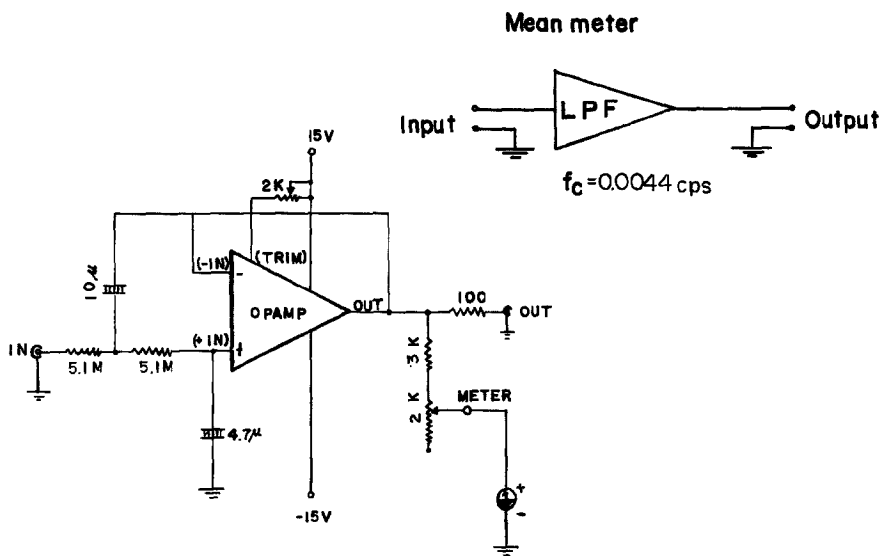 Mean meter
LPF
Input
Output
fc=0.0044 cps
15V
2K
(TRIM)
(-IN)
-
10μ
OPAMP
OUT
100
OUT
(+IN)
+
IN
5.1M
5.1M
3K
2K
METER
4.7μ
+
-
-15V